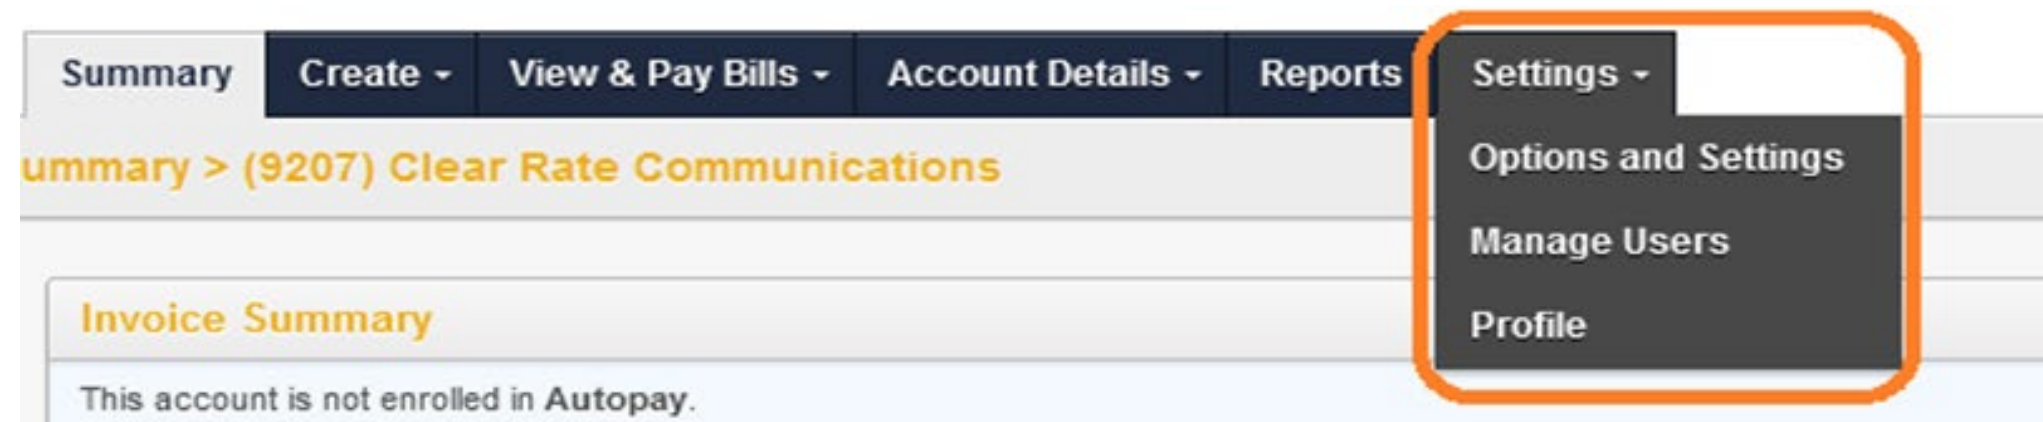 Summary Create View & Pay Bills Account Details Reports Settings
Options and Settings
ummary > (9207) Clear Rate Communications
Manage Users
Invoice Summary
Profile
This account is not enrolled in Autopay.